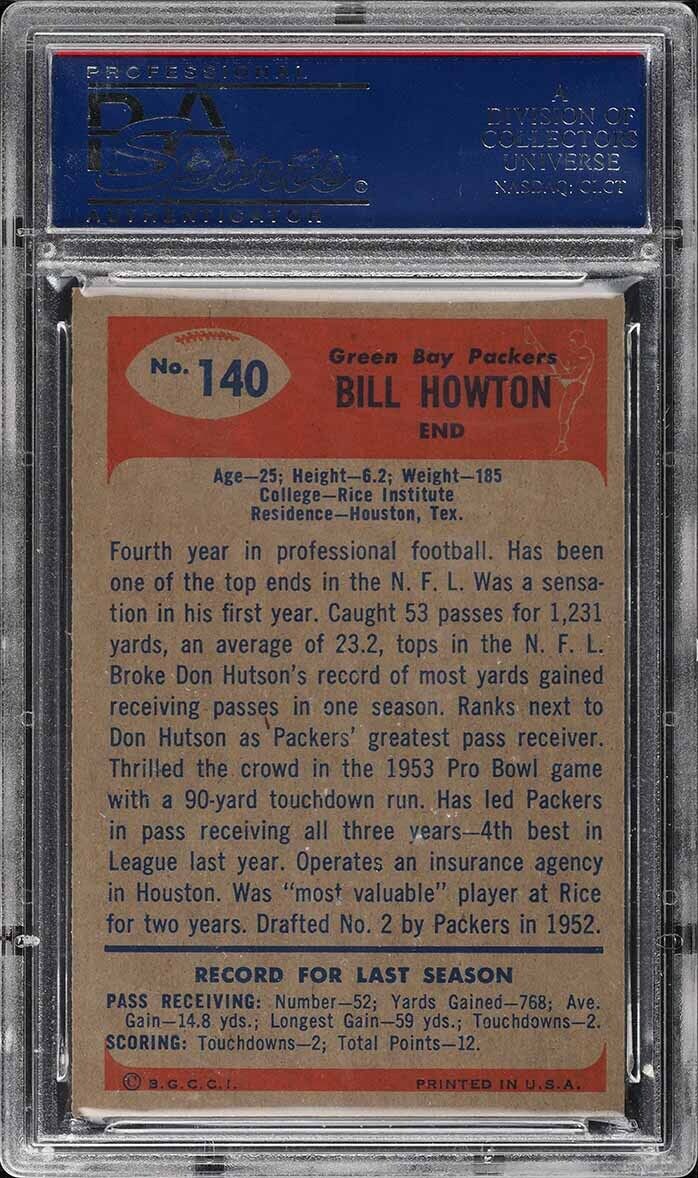 PROFESSIONAL
PSA
Sports®
AUTHENTICATOR
A
DIVISION OF
COLLECTORS
UNIVERSE
NASDAQ: CLCT
No. 140
Green Bay Packers
BILL HOWTON
END
Age—25; Height—6.2; Weight—185
College—Rice Institute
Residence—Houston, Tex.
Fourth year in professional football. Has been
one of the top ends in the N. F. L. Was a sensa-
tion in his first year. Caught 53 passes for 1,231
yards, an average of 23.2, tops in the N. F. L.
Broke Don Hutson's record of most yards gained
receiving passes in one season. Ranks next to
Don Hutson as Packers' greatest pass receiver.
Thrilled the crowd in the 1953 Pro Bowl game
with a 90-yard touchdown run. Has led Packers
in pass receiving all three years—4th best in
League last year. Operates an insurance agency
in Houston. Was "most valuable" player at Rice
for two years. Drafted No. 2 by Packers in 1952.
RECORD FOR LAST SEASON
PASS RECEIVING: Number—52; Yards Gained—768; Ave.
Gain—14.8 yds.; Longest Gain—59 yds.; Touchdowns—2.
SCORING: Touchdowns—2; Total Points—12.
© B.G.C.C.I.
PRINTED IN U.S.A.